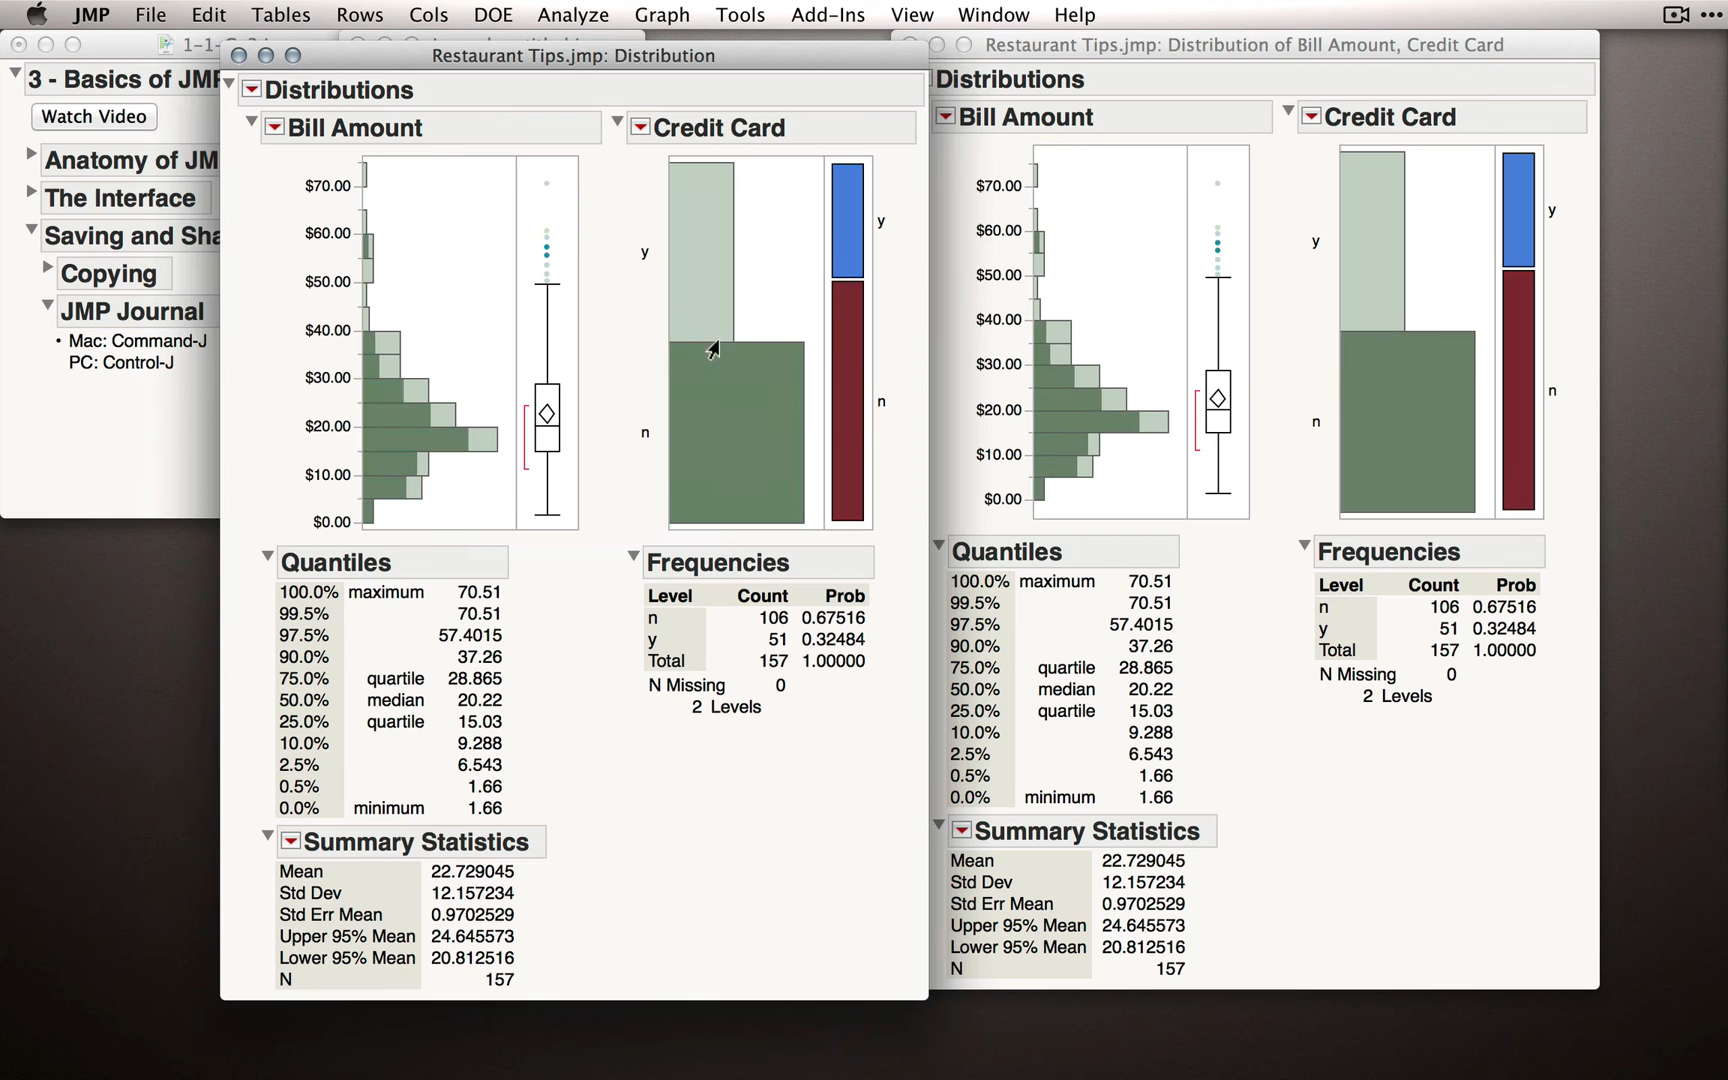 JMP File Edit Tables Rows Cols DOE Analyze Graph Tools Add-Ins View Window Help
3 - Basics of JMP
Watch Video
Anatomy of JM
The Interface
Saving and Sha
Copying
JMP Journal
• Mac: Command-J
PC: Control-J
Restaurant Tips.jmp: Distribution
Distributions
Bill Amount
$70.00
$60.00
$50.00
$40.00
$30.00
$20.00
$10.00
$0.00
Quantiles
100.0% maximum 70.51
99.5% 70.51
97.5% 57.4015
90.0% 37.26
75.0% quartile 28.865
50.0% median 20.22
25.0% quartile 15.03
10.0% 9.288
2.5% 6.543
0.5% 1.66
0.0% minimum 1.66
Summary Statistics
Mean 22.729045
Std Dev 12.157234
Std Err Mean 0.9702529
Upper 95% Mean 24.645573
Lower 95% Mean 20.812516
N 157
Credit Card
y y
n n
Frequencies
Level Count Prob
n 106 0.67516
y 51 0.32484
Total 157 1.00000
N Missing 0
2 Levels
Restaurant Tips.jmp: Distribution of Bill Amount, Credit Card
Distributions
Bill Amount
$70.00
$60.00
$50.00
$40.00
$30.00
$20.00
$10.00
$0.00
Quantiles
100.0% maximum 70.51
99.5% 70.51
97.5% 57.4015
90.0% 37.26
75.0% quartile 28.865
50.0% median 20.22
25.0% quartile 15.03
10.0% 9.288
2.5% 6.543
0.5% 1.66
0.0% minimum 1.66
Summary Statistics
Mean 22.729045
Std Dev 12.157234
Std Err Mean 0.9702529
Upper 95% Mean 24.645573
Lower 95% Mean 20.812516
N 157
Credit Card
y y
n n
Frequencies
Level Count Prob
n 106 0.67516
y 51 0.32484
Total 157 1.00000
N Missing 0
2 Levels